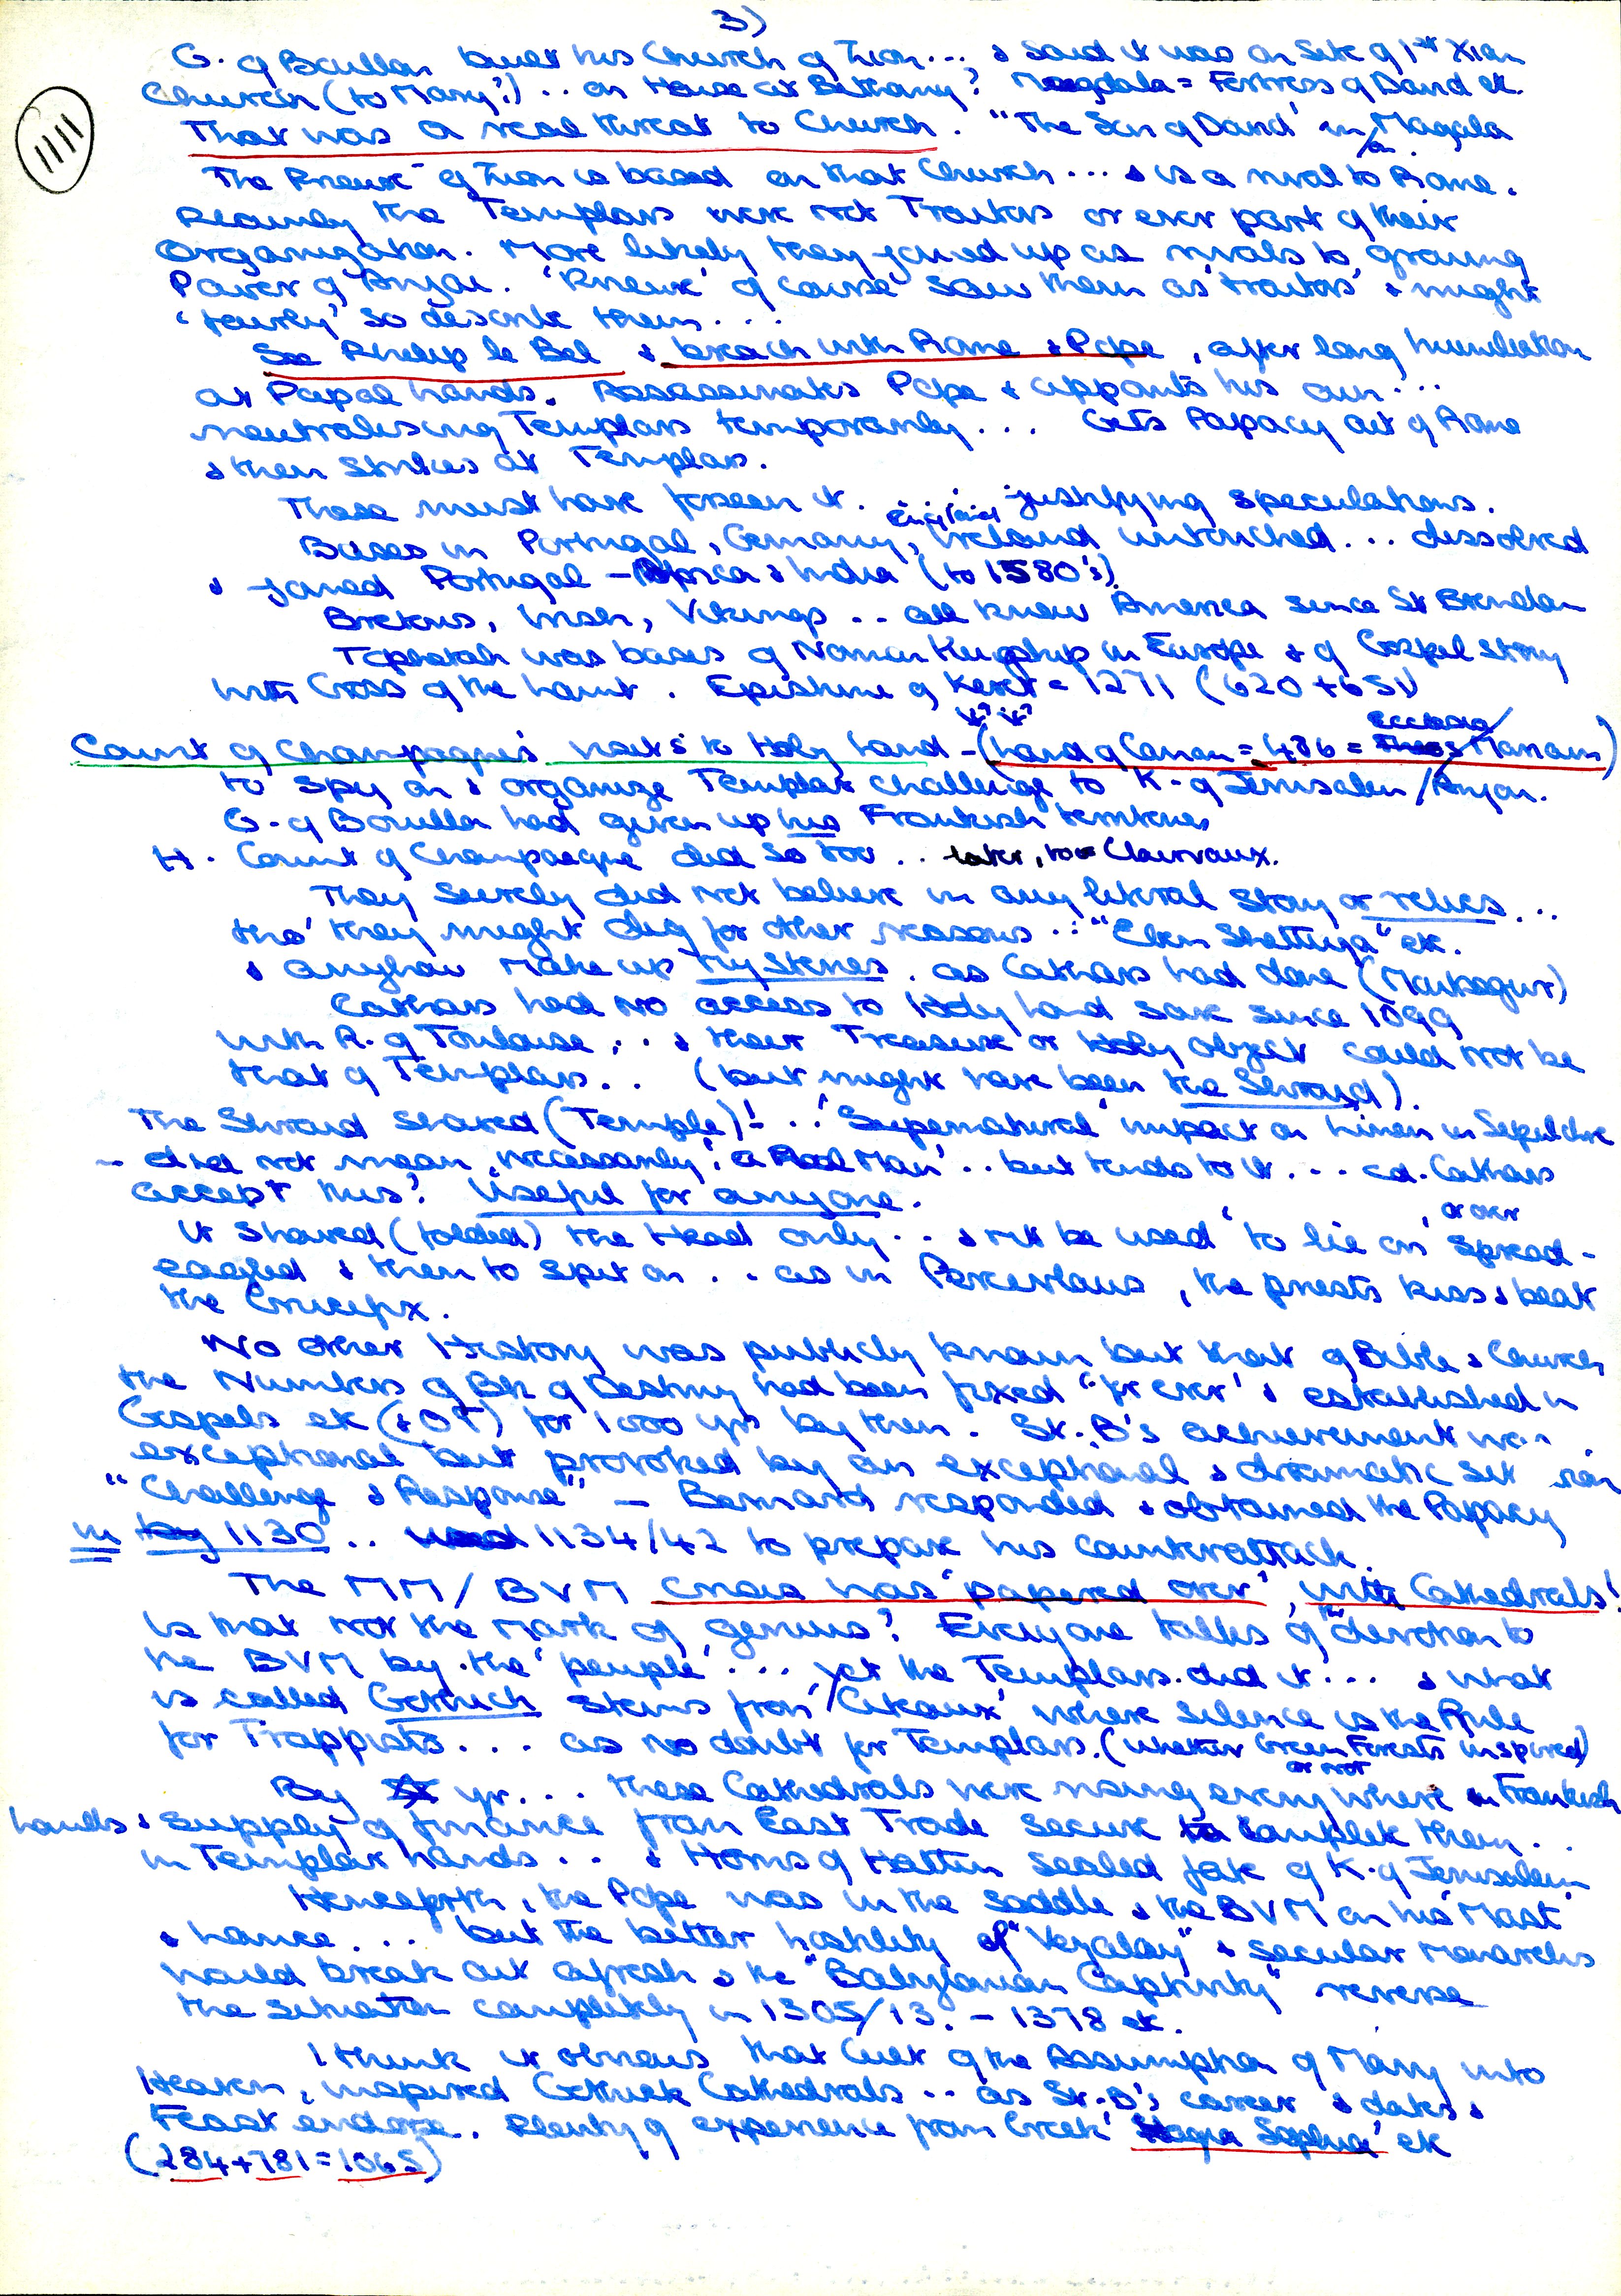 3)
G. of Bouillon built his Church of Zion... & said it was on Site of 1st Xian
Church (to Mary?) .. on House at Bethany? Magdala = Fortress of David etc.
That was a real threat to Church. "The Son of David' in/on Magdala
The Prieuré of Zion is based on that Church... & is a rival to Rome.
the Templars were not Traitors or ever part of their
Organization. More likely they joined up as rivals to growing
Power of Anjou. 'Prieuré' of course saw them as 'traitors' & might
'fairly' so describe them...
See Philip le Bel & breach with Rome & Pope, after long humiliation
at Papal hands. Assassinates Pope & appoints his own...
neutralising Templars temporarily... Gets Papacy out of Rome
& then Strikes at Templars.
These must have forseen it. ... justifying speculations.
Bases in Portugal, Germany, England, Ireland untouched... dissolved
& joined Portugal – Africa & India (to 1580's)
Bretons, Irish, Vikings .. all knew America since St Brendan
was basis of Norman Kingship in Europe & of Gospel Story
with Cross of the Lamb. of = 1271 (620 + 651)
Count of Champagne's visits to Holy Land – (Land of Canaan = 486 = Ecclesia / Mariam)
to spy on & organize Templar challenge to K. of Jerusalem / Anjou.
G. of Bouillon had given up his Frankish territories
H. Count of Champagne did so too .. later, to Clairvaux.
They surely did not believe in any literal story or relics...
tho' they might dig for other reasons .. "Eben Shettiya" etc.
& anyhow make up mysteries. as Cathars had done (Montsegur)
Cathars had no access to Holy Land save since 1099
with R. of Toulouse .. & their Treasure or Holy object could not be
that of Templars.. (but might have been the Shroud).
The Shroud shared (Temple)! .. 'Supernatural' impact on Linen in Sepulchre
– did not mean, necessarily, 'a Real Man' .. but tends to it... cd. Cathars
accept this? Useful for anyone.
It showed (folded) the Head only .. & cd be used 'to lie on', or over spread-
eagled & then to spit on .. as in Perceslaus, the priests kiss & beat
the Crucifix.
No other History was publicly known but that of Bible & Church
the Numbers of Bk of Destiny had been fixed "for ever' & established in
Gospels etc (& OT) for 1000 yrs by then. St. B's achievement was
exceptional but provoked by an exceptional & dramatic
"Challenge & Response" – Bernard responded & obtained the Papacy
in by 1130 .. used 1134/42 to prepare his counterattack.
The MM / BVM Crisis was 'papered over', with Cathedrals!
Is that not the mark of genius? Everyone talks of the devotion to
the BVM by the 'people'... yet the Templars did it... & what
is called Gothick stems from 'Citeaux' where silence is the Rule
for Trappists... as no doubt for Templars. (whether Green Forests inspired or not)
By yr... these Cathedrals were rising everywhere in Frankish
lands & supply of finance from East Trade secure to complete them..
in Templar hands .. & Horns of Hattin sealed fate of K. of Jerusalem
Henceforth, the Pope was in the saddle & the BVM on his Mast
& hence... but the bitter hostility of "Vezalay" & secular monarchs
would break out afresh & the "Babylonian Captivity" reverse
the situation completely in 1305/13. – 1378 etc.
I think it obvious that Cult of the Assumption of Mary into
Heaven, inspired Gothick Cathedrals .. as St. B's career & dates &
Feast endorse. Plenty of experience from Greek 'Hagia Sophia' etc
(284+781=1065)